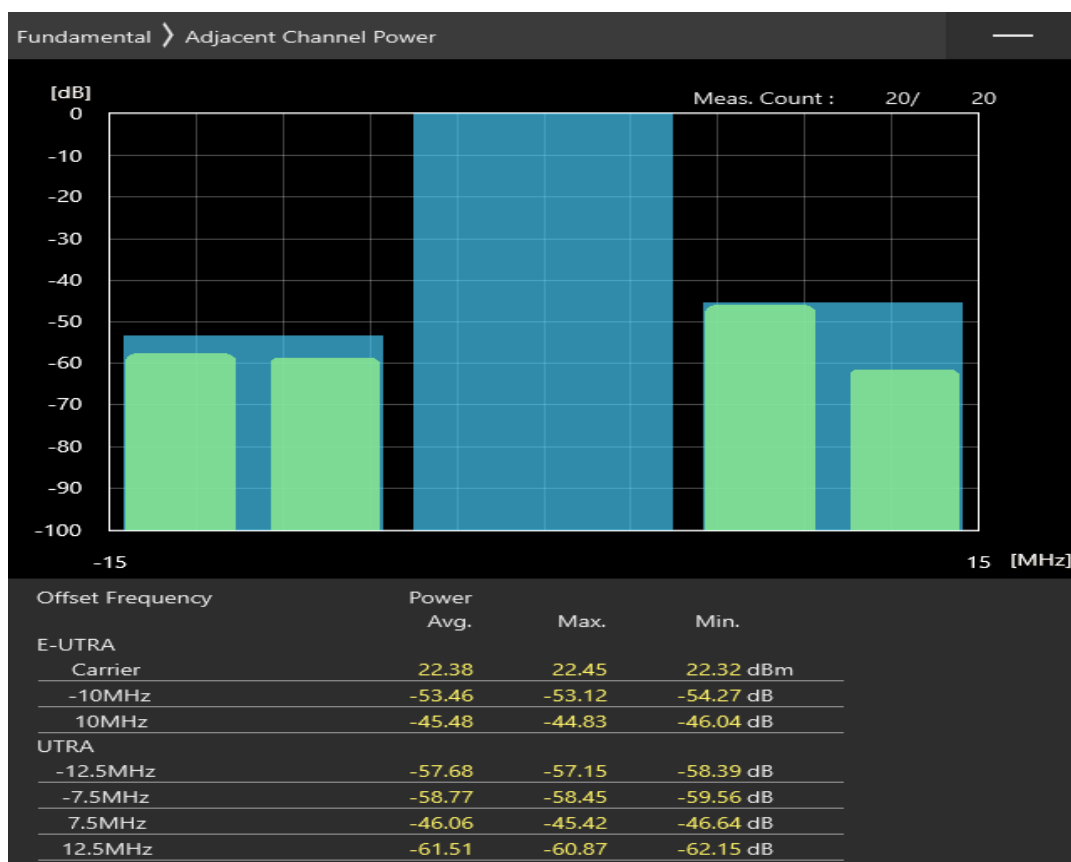 Fundamental ❯ Adjacent Channel Power
[dB]
Meas. Count : 20/ 20
0
-10
-20
-30
-40
-50
-60
-70
-80
-90
-100
-15 15 [MHz]
Offset Frequency Power
Avg. Max. Min.
E-UTRA
Carrier 22.38 22.45 22.32 dBm
-10MHz -53.46 -53.12 -54.27 dB
10MHz -45.48 -44.83 -46.04 dB
UTRA
-12.5MHz -57.68 -57.15 -58.39 dB
-7.5MHz -58.77 -58.45 -59.56 dB
7.5MHz -46.06 -45.42 -46.64 dB
12.5MHz -61.51 -60.87 -62.15 dB